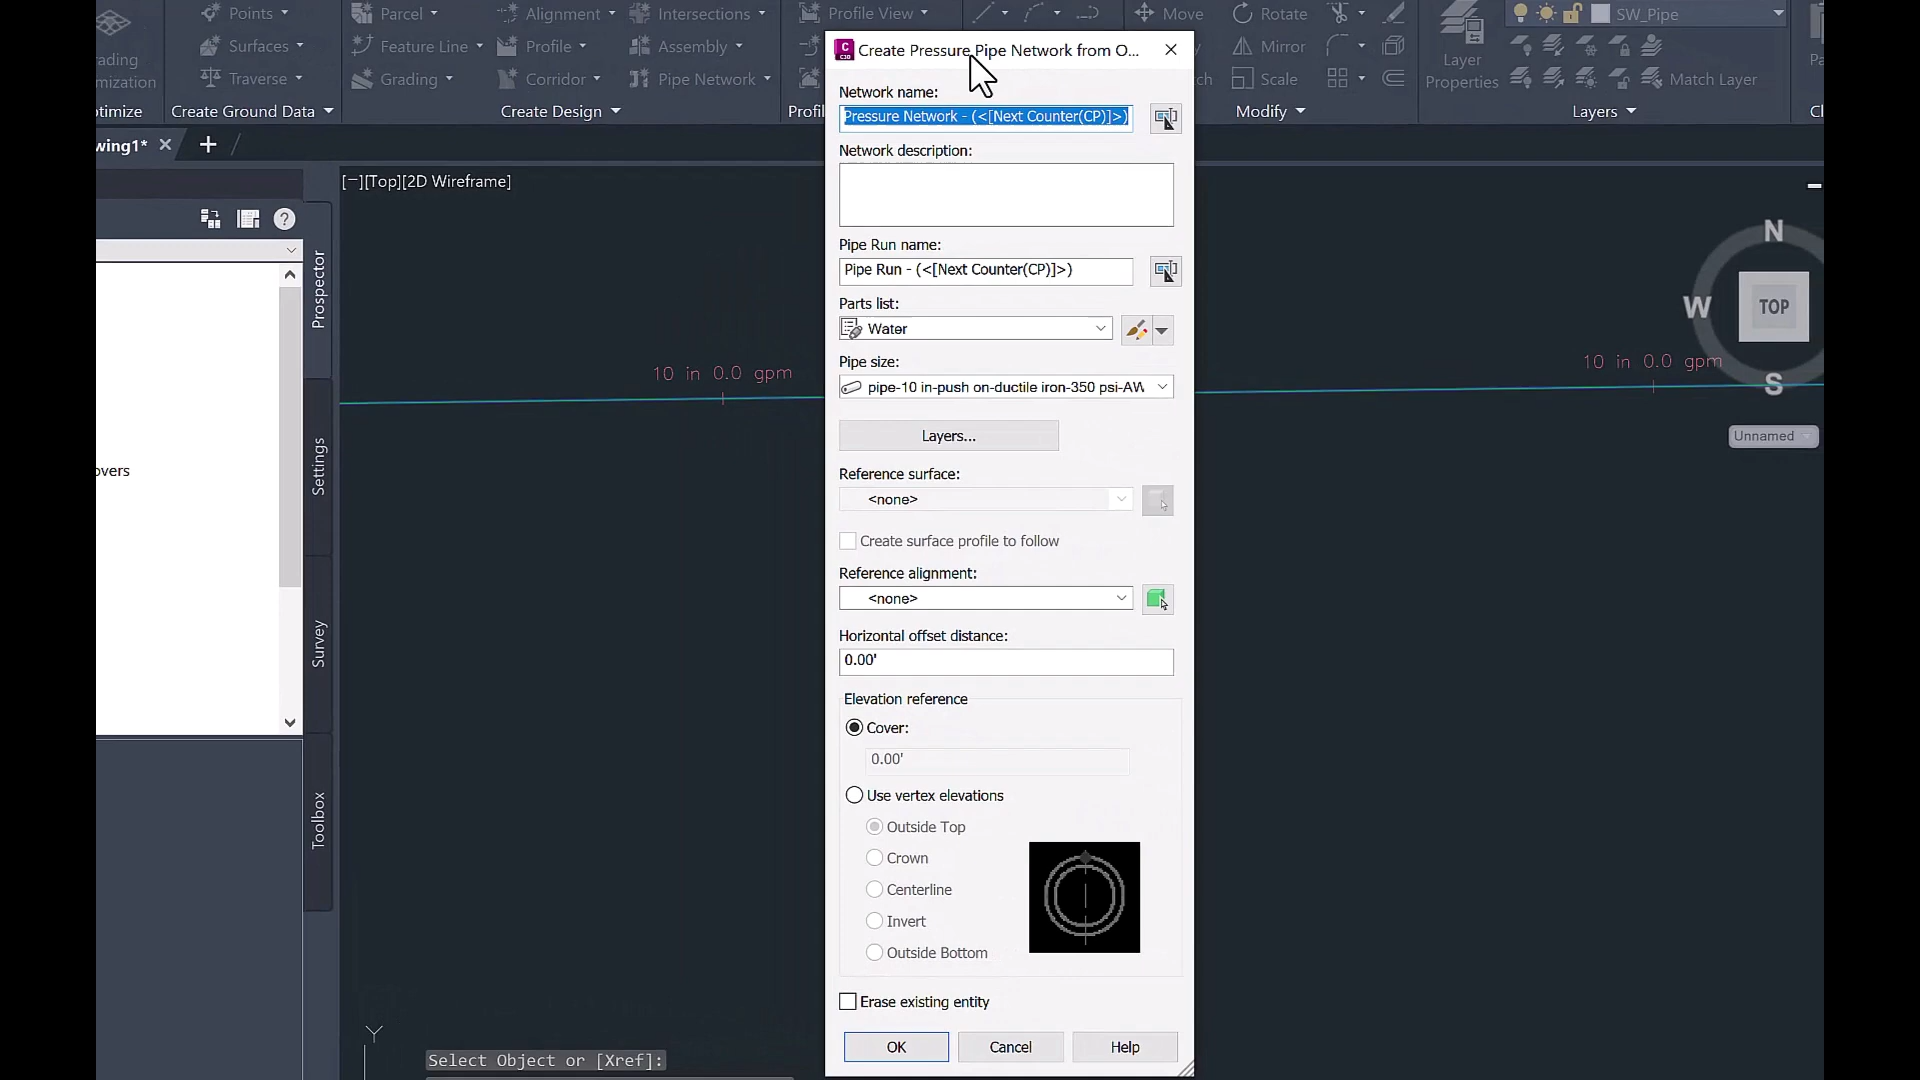 Points
Parcel
Alignment
Intersections
Profile View
Move
Rotate
SW_Pipe
Surfaces
Feature Line
Profile
Assembly
Mirror
Layer
Properties
Traverse
Grading
Corridor
Pipe Network
Scale
Match Layer
Create Ground Data
Create Design
Modify
Layers
wing1*
[−][Top][2D Wireframe]
Prospector
Settings
Survey
Toolbox
overs
10 in 0.0 gpm
10 in 0.0 gpm
N
W
TOP
S
Unnamed
Create Pressure Pipe Network from O...
Network name:
Pressure Network - (<[Next Counter(CP)]>)
Network description:
Pipe Run name:
Pipe Run - (<[Next Counter(CP)]>)
Parts list:
Water
Pipe size:
pipe-10 in-push on-ductile iron-350 psi-AW
Layers...
Reference surface:
<none>
Create surface profile to follow
Reference alignment:
<none>
Horizontal offset distance:
0.00'
Elevation reference
Cover:
0.00'
Use vertex elevations
Outside Top
Crown
Centerline
Invert
Outside Bottom
Erase existing entity
OK
Cancel
Help
Y
Select Object or [Xref]: